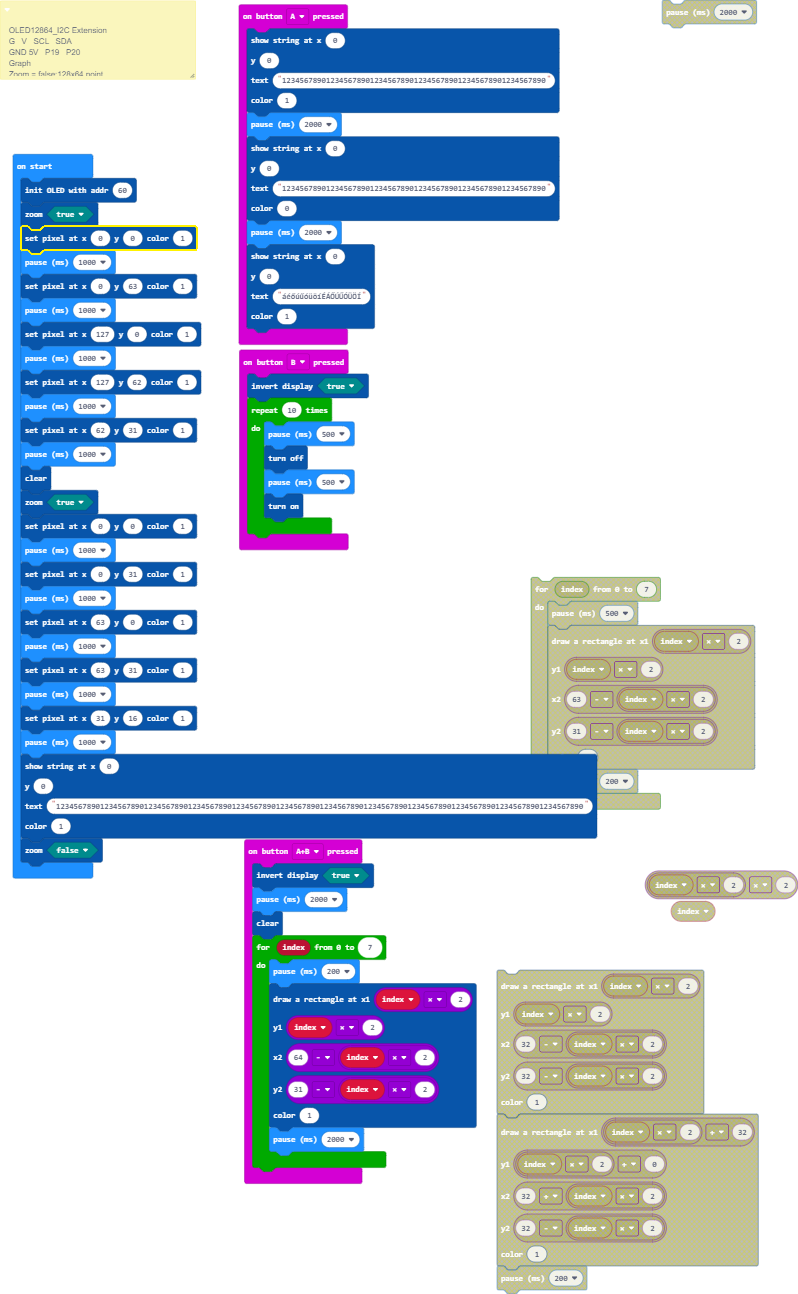 OLED12864_I2C Extension
G V SCL SDA
GND 5V P19 P20
Graph
Zoom = false:128x64 point
on start
init OLED with addr 60
zoom true
set pixel at x 0 y 0 color 1
pause (ms) 1000
set pixel at x 0 y 63 color 1
pause (ms) 1000
set pixel at x 127 y 0 color 1
pause (ms) 1000
set pixel at x 127 y 62 color 1
pause (ms) 1000
set pixel at x 62 y 31 color 1
pause (ms) 1000
clear
zoom true
set pixel at x 0 y 0 color 1
pause (ms) 1000
set pixel at x 0 y 31 color 1
pause (ms) 1000
set pixel at x 63 y 0 color 1
pause (ms) 1000
set pixel at x 63 y 31 color 1
pause (ms) 1000
set pixel at x 31 y 16 color 1
pause (ms) 1000
show string at x 0
y 0
text "12345678901234567890123456789012345678901234567890123456789012345678901234567890123456789012345678901234567890123456789012345678901234567890"
color 1
zoom false
on button A pressed
show string at x 0
y 0
text "123456789012345678901234567890123456789012345678901234567890"
color 1
pause (ms) 2000
show string at x 0
y 0
text "123456789012345678901234567890123456789012345678901234567890"
color 0
pause (ms) 2000
show string at x 0
y 0
color 1
on button B pressed
invert display true
repeat 10 times
do
pause (ms) 500
turn off
pause (ms) 500
turn on
on button A+B pressed
invert display true
pause (ms) 2000
clear
for index from 0 to 7
do
pause (ms) 200
draw a rectangle at x1 index × 2
y1 index × 2
x2 64 - index × 2
y2 31 - index × 2
color 1
pause (ms) 2000
pause (ms) 2000
for index from 0 to 7
do
pause (ms) 500
draw a rectangle at x1 index × 2
y1 index × 2
x2 63 - index × 2
y2 31 - index × 2
200
index × 2 × 2
index
draw a rectangle at x1 index × 2
y1 index × 2
x2 32 - index × 2
y2 32 - index × 2
color 1
draw a rectangle at x1 index × 2 + 32
y1 index × 2 + 0
x2 32 + index × 2
y2 32 - index × 2
color 1
pause (ms) 200